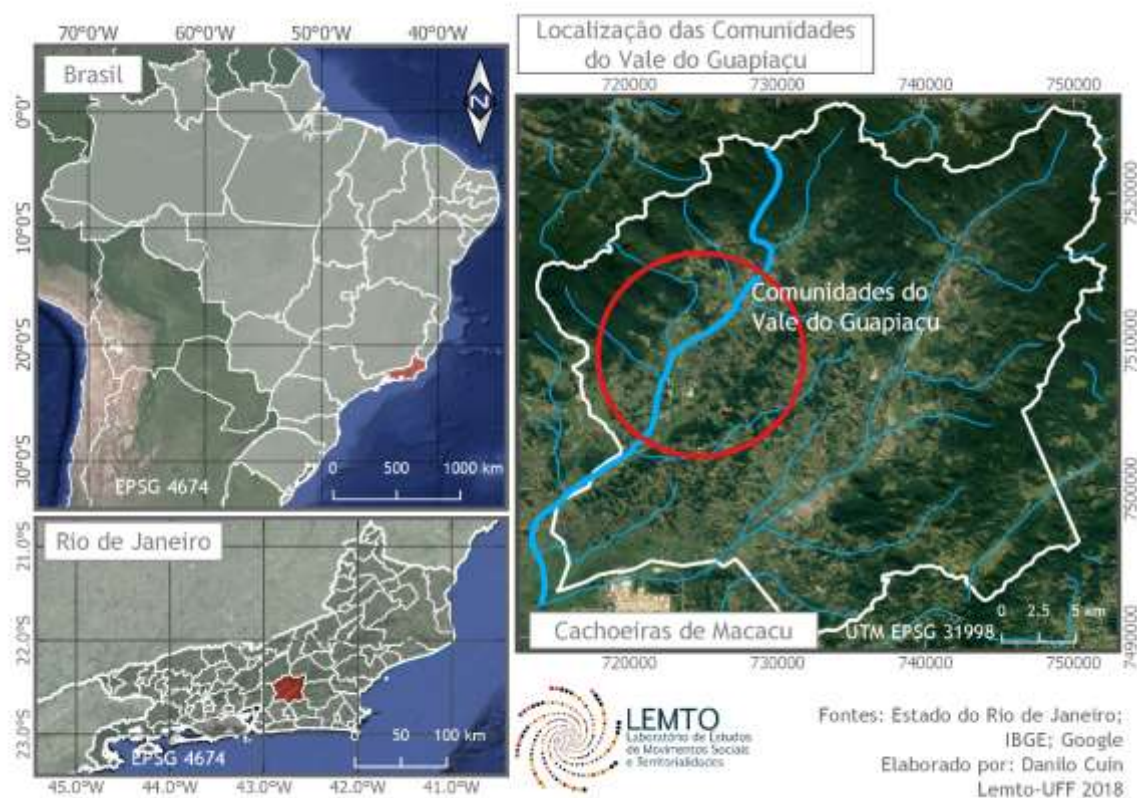 70°0'W 60°0'W 50°0'W 40°0'W
Brasil
N
0°0'
10°0'S
20°0'S
30°0'S
0 500 1000 km
EPSG 4674
Rio de Janeiro
21.0°S
22.0°S
23.0°S
0 50 100 km
EPSG 4674
45.0°W 44.0°W 43.0°W 42.0°W 41.0°W
Localização das Comunidades
do Vale do Guapiaçu
720000 730000 740000 750000
Comunidades do
Vale do Guapiaçu
7520000
7510000
7500000
7490000
0 2.5 5 km
UTM EPSG 31998
Cachoeiras de Macacu
720000 730000 740000 750000
LEMTO
Laboratório de Estudos
de Movimentos Sociais
e Territorialidades
Fontes: Estado do Rio de Janeiro;
IBGE; Google
Elaborado por: Danilo Cuin
Lemto-UFF 2018